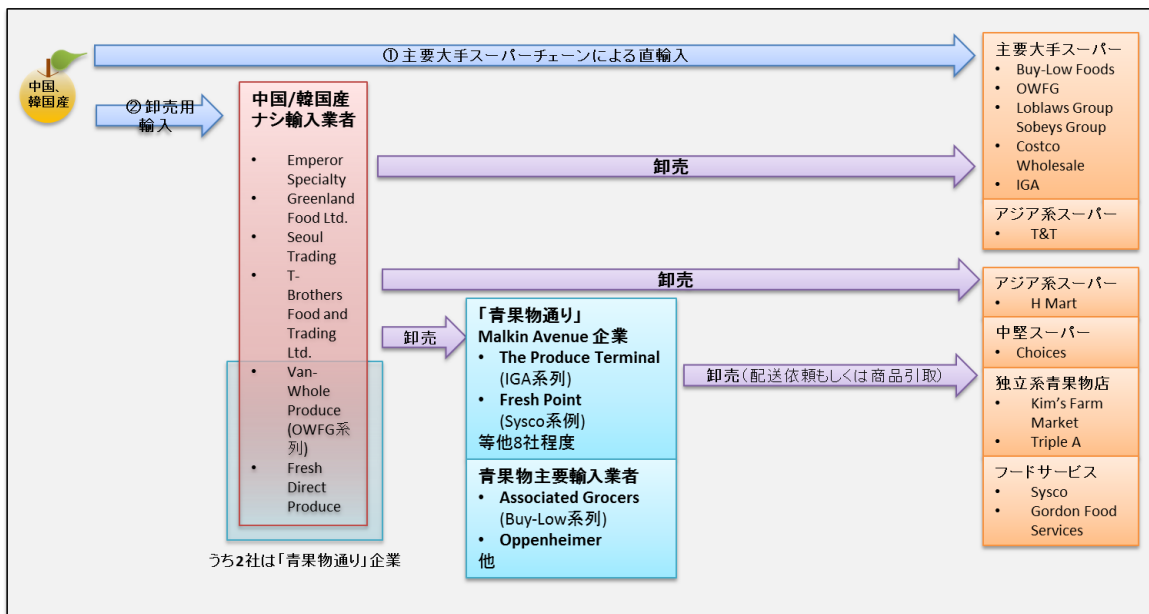 中国、
韓国産
①主要大手スーパーチェーンによる直輸入
②卸売用
輸入
中国/韓国産
ナシ輸入業者
• Emperor
Specialty
• Greenland
Food Ltd.
• Seoul
Trading
• T-
Brothers
Food and
Trading
Ltd.
• Van-
Whole
Produce
(OWFG系
列)
• Fresh
Direct
Produce
うち2社は「青果物通り」企業
卸売
卸売
卸売
「青果物通り」
Malkin Avenue 企業
• The Produce Terminal
(IGA系列)
• Fresh Point
(Sysco系例)
等他8社程度
青果物主要輸入業者
• Associated Grocers
(Buy-Low系列)
• Oppenheimer
他
卸売(配送依頼もしくは商品引取)
主要大手スーパー
• Buy-Low Foods
• OWFG
• Loblaws Group
Sobeys Group
• Costco
Wholesale
• IGA
アジア系スーパー
• T&T
アジア系スーパー
• H Mart
中堅スーパー
• Choices
独立系青果物店
• Kim's Farm
Market
• Triple A
フードサービス
• Sysco
• Gordon Food
Services